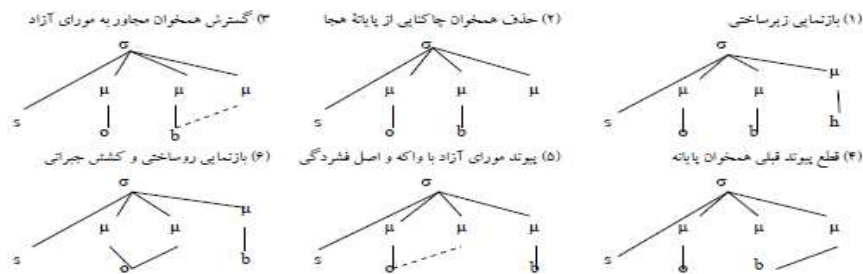 (۱) بازنمایی زیرساختی (۲) حذف همخوان چاکنایی از پایانهٔ هجا (۳) گسترش همخوان مجاور به مورای آزاد
σ σ σ
μ
μ μ μ μ μ μ μ μ
s o b h s o b s o b
(۴) قطع پیوند قبلی همخوان پایانه (۵) پیوند مورای آزاد با واکه و اصل فشردگی (۶) بازنمایی روساختی و کشش جبرانی
σ σ σ
μ
μ μ μ μ μ μ μ μ
s o b s o b s o b